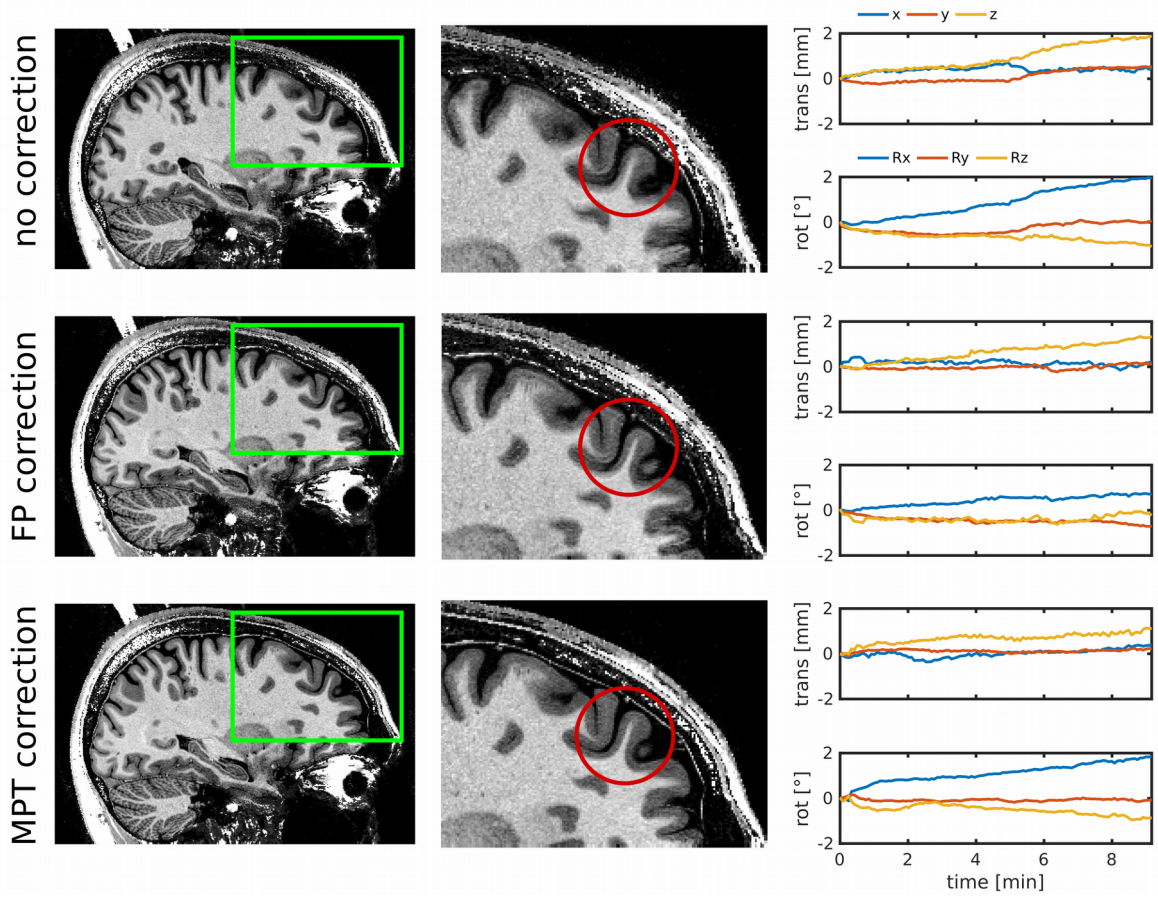 no correction
x y z
trans [mm]
2
0
-2
Rx Ry Rz
rot [°]
2
0
-2
FP correction
trans [mm]
2
0
-2
rot [°]
2
0
-2
MPT correction
trans [mm]
2
0
-2
rot [°]
2
0
-2
0 2 4 6 8
time [min]